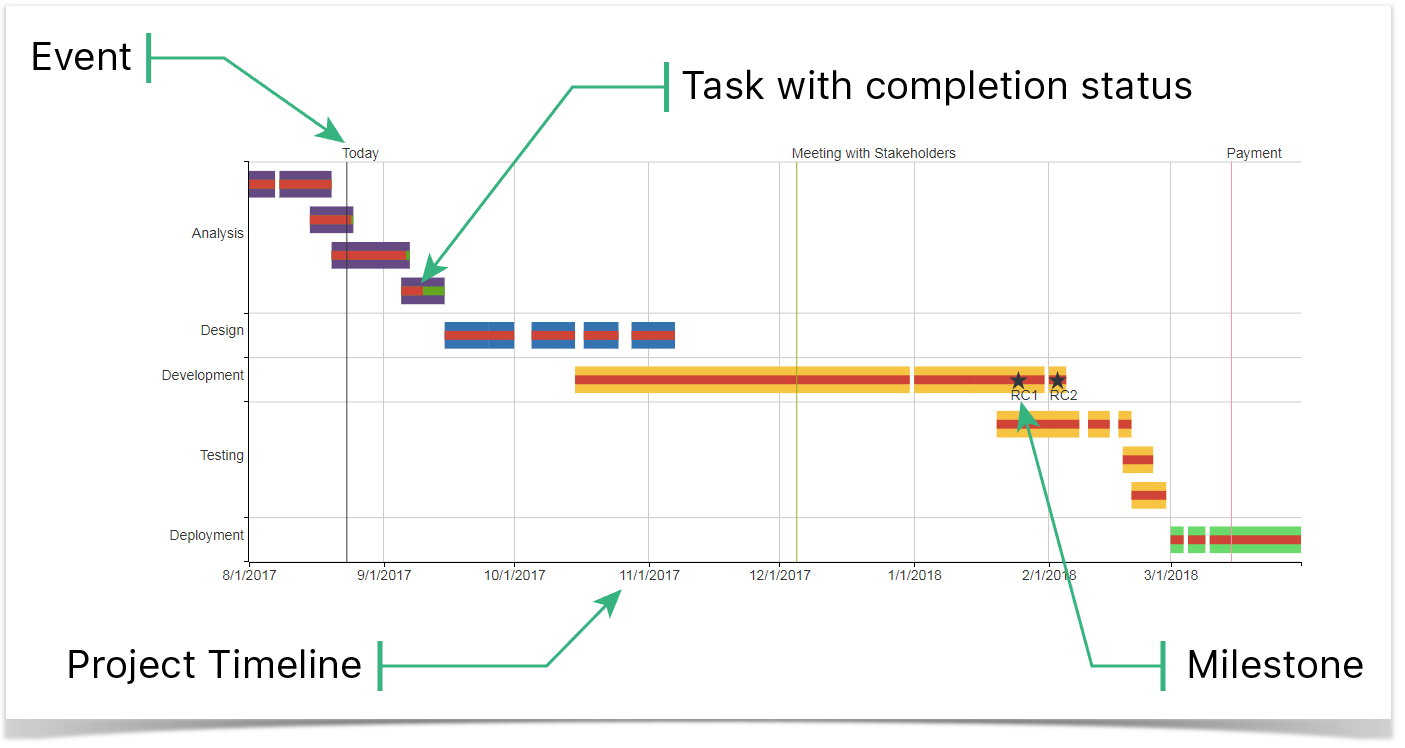 Event
Task with completion status
Today
Meeting with Stakeholders
Payment
Analysis
Design
Development
RC1
RC2
Testing
Deployment
8/1/2017
9/1/2017
10/1/2017
11/1/2017
12/1/2017
1/1/2018
2/1/2018
3/1/2018
Project Timeline
Milestone